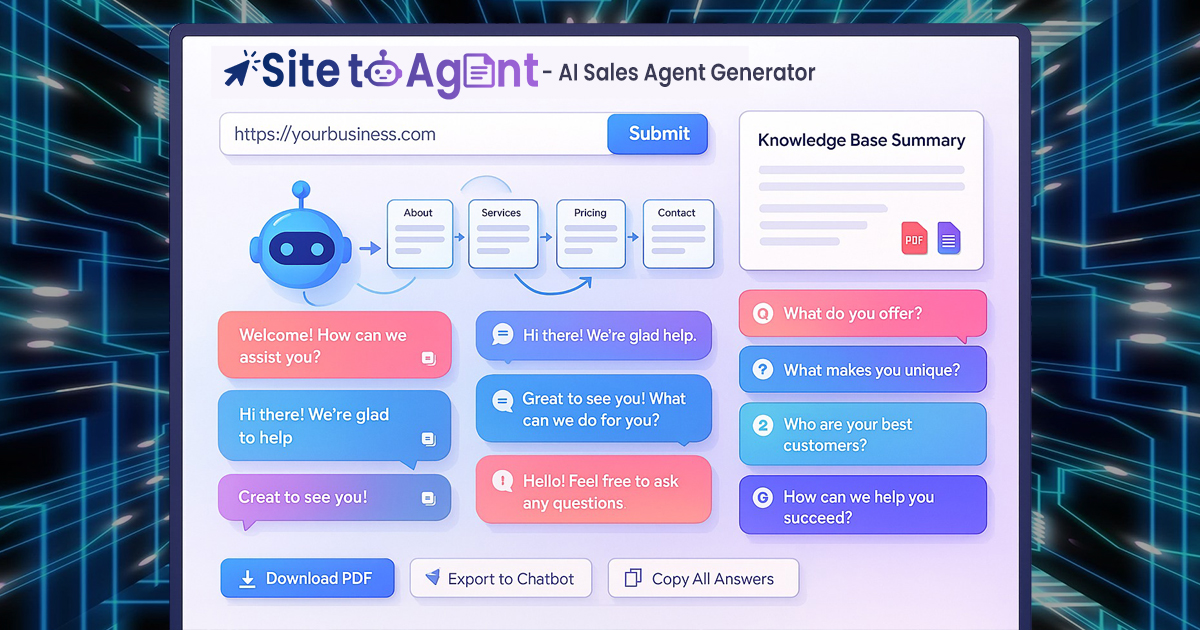 Site to Agent - AI Sales Agent Generator
https://yourbusiness.com
Submit
Knowledge Base Summary
About
Services
Pricing
Contact
PDF
Welcome! How can we
assist you?
Hi there! We're glad
to help
Creat to see you!
Hi there! We're glad help.
Great to see you! What
can we do for you?
Hello! Feel free to ask
any questions
Q What do you offer?
? What makes you unique?
2 Who are your best
customers?
G How can we help you
succeed?
Download PDF
Export to Chatbot
Copy All Answers